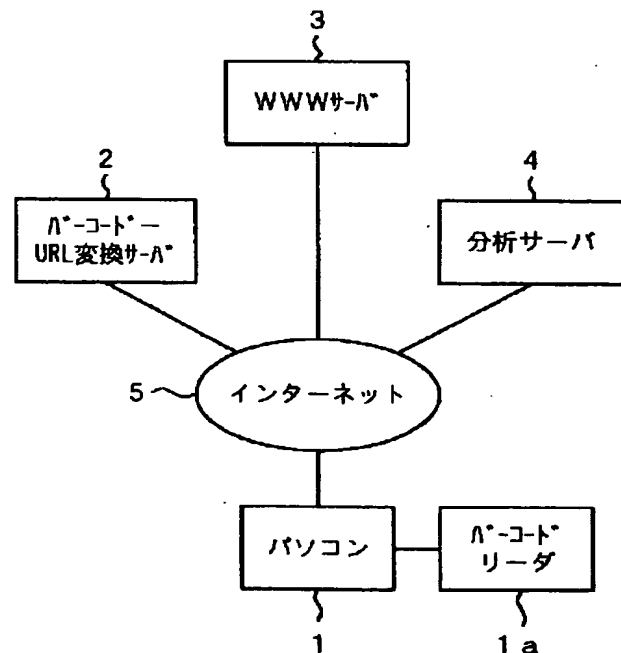 3
WWWサーバ
2
バーコードー
URL変換サーバ
4
分析サーバ
5
インターネット
パソコン
バーコード
リーダ
1
1a